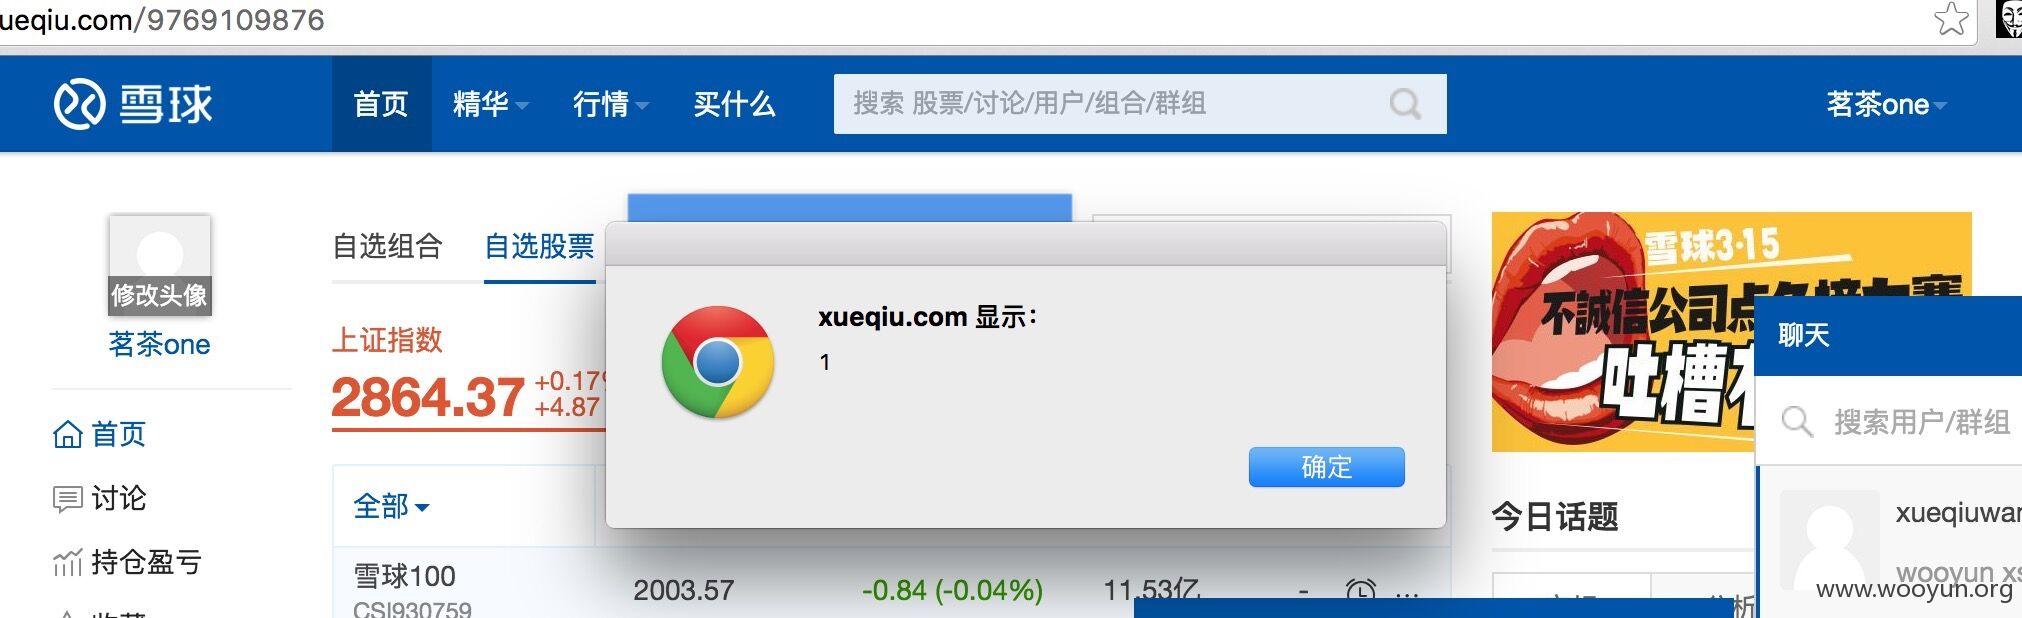 ueqiu.com/9769109876
雪球
首页 精华 行情 买什么
搜索 股票/讨论/用户/组合/群组
茗茶one
修改头像
茗茶one
首页
讨论
持仓盈亏
自选组合 自选股票
上证指数
2864.37
+0.17%
+4.87
全部
雪球100
CSI930759
2003.57 -0.84 (-0.04%) 11.53亿 -
xueqiu.com 显示：
1
确定
雪球3·15
不誠信公司点名
吐槽
今日话题
聊天
搜索用户/群组
xueqiuwa
wooyun xs
www.wooyun.org